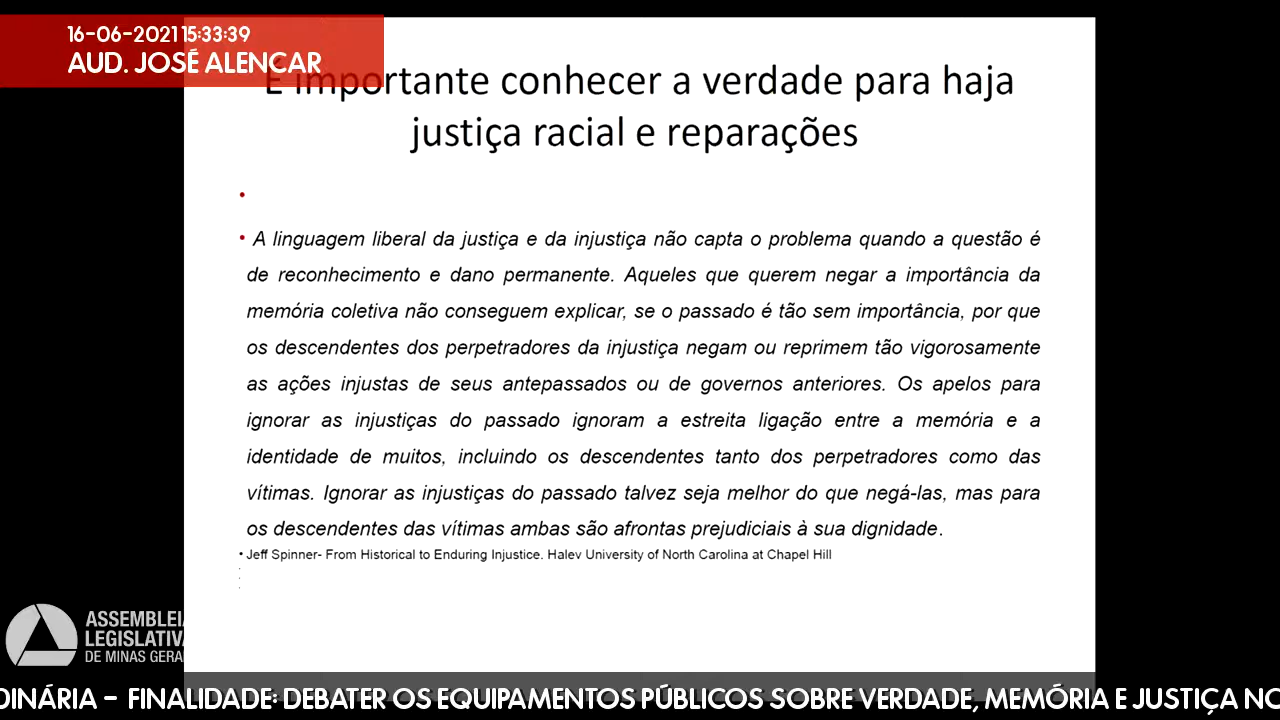 16-06-2021 15:33:39
AUD. JOSÉ ALENCAR
É importante conhecer a verdade para haja
justiça racial e reparações
A linguagem liberal da justiça e da injustiça não capta o problema quando a questão é
de reconhecimento e dano permanente. Aqueles que querem negar a importância da
memória coletiva não conseguem explicar, se o passado é tão sem importância, por que
os descendentes dos perpetradores da injustiça negam ou reprimem tão vigorosamente
as ações injustas de seus antepassados ou de governos anteriores. Os apelos para
ignorar as injustiças do passado ignoram a estreita ligação entre a memória e a
identidade de muitos, incluindo os descendentes tanto dos perpetradores como das
vítimas. Ignorar as injustiças do passado talvez seja melhor do que negá-las, mas para
os descendentes das vítimas ambas são afrontas prejudiciais à sua dignidade.
Jeff Spinner- From Historical to Enduring Injustice. Halev University of North Carolina at Chapel Hill
ASSEMBLEIA
LEGISLATIVA
DE MINAS GERAI
DINÁRIA - FINALIDADE: DEBATER OS EQUIPAMENTOS PÚBLICOS SOBRE VERDADE, MEMÓRIA E JUSTIÇA NO